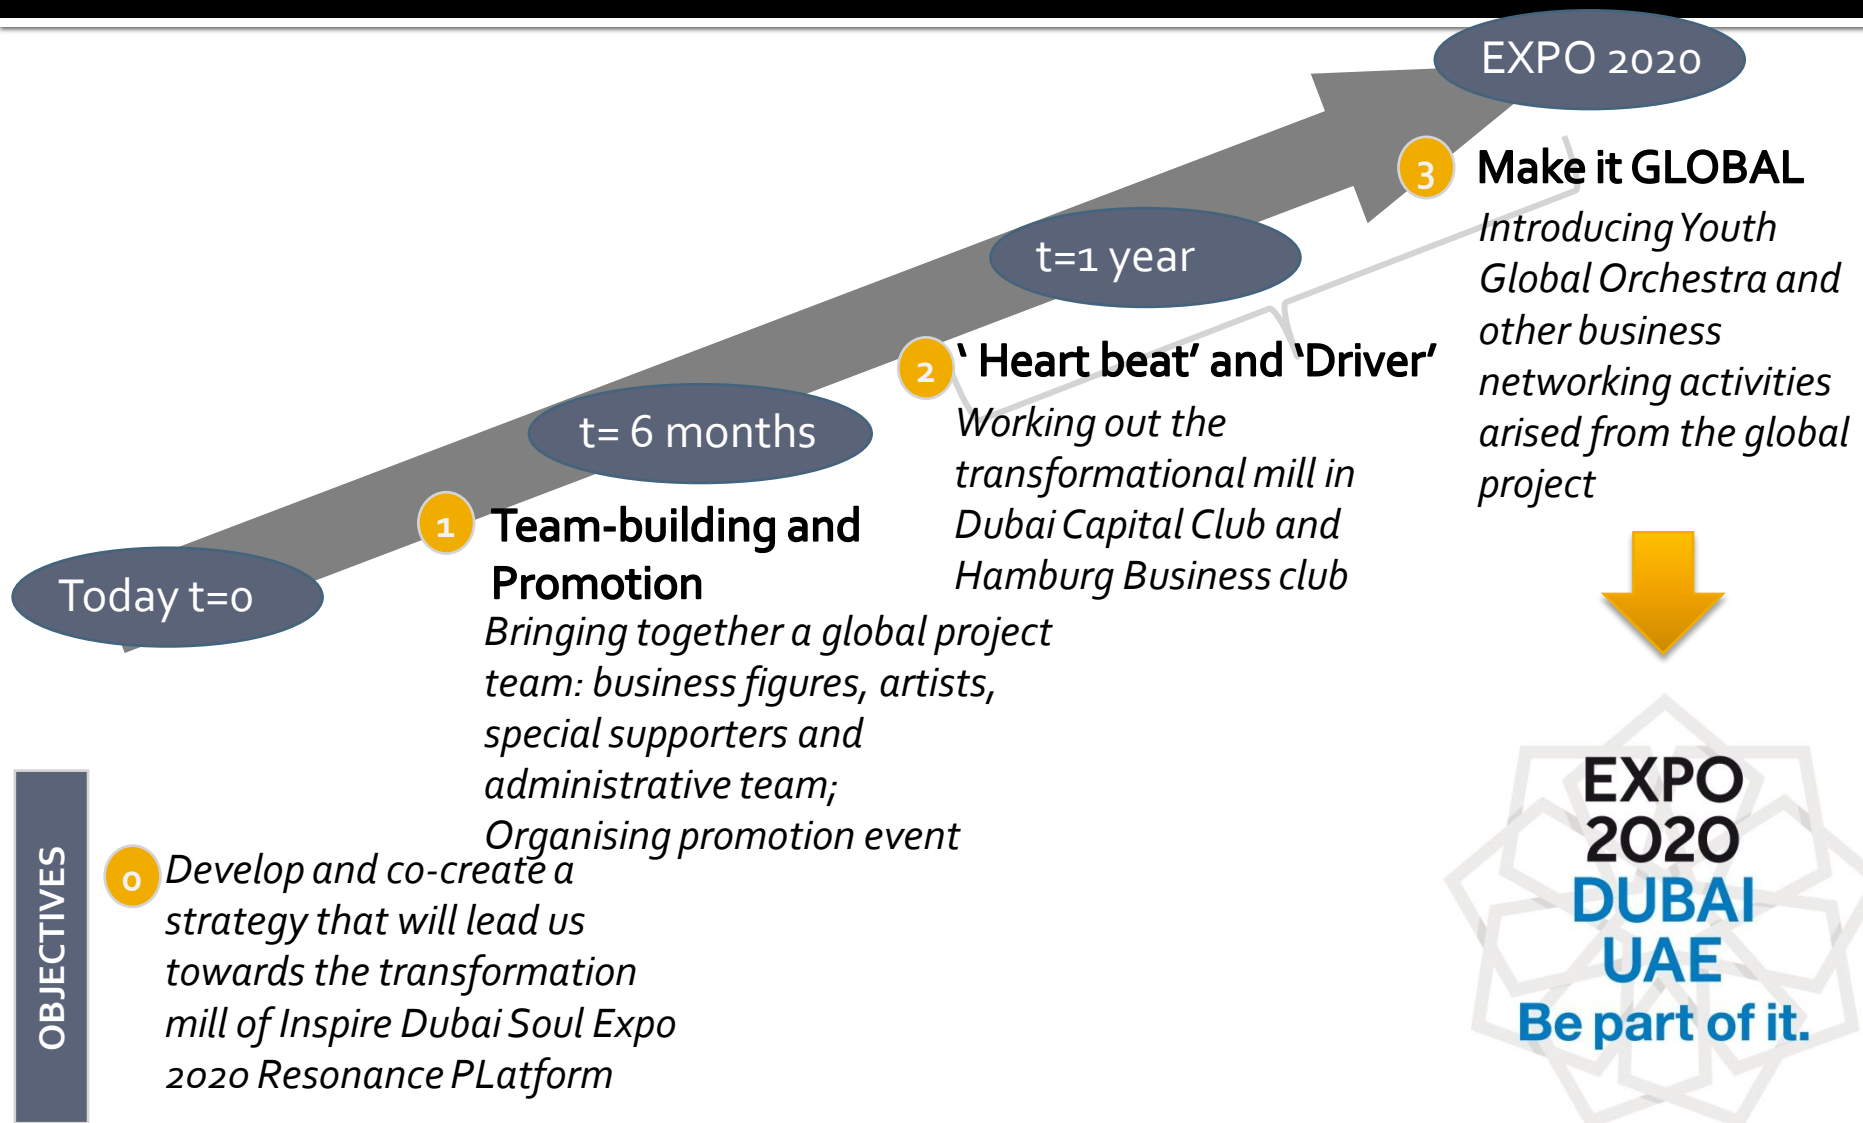 EXPO 2020
3
Make it GLOBAL
Introducing Youth
Global Orchestra and
other business
networking activities
arised from the global
project
t=1 year
2
‘ Heart beat’ and ‘Driver’
Working out the
transformational mill in
Dubai Capital Club and
Hamburg Business club
t= 6 months
1
Team-building and
Promotion
Bringing together a global project
team: business figures, artists,
special supporters and
administrative team;
Organising promotion event
Today t=0
OBJECTIVES
0
Develop and co-create a
strategy that will lead us
towards the transformation
mill of Inspire Dubai Soul Expo
2020 Resonance PLatform
EXPO
2020
DUBAI
UAE
Be part of it.